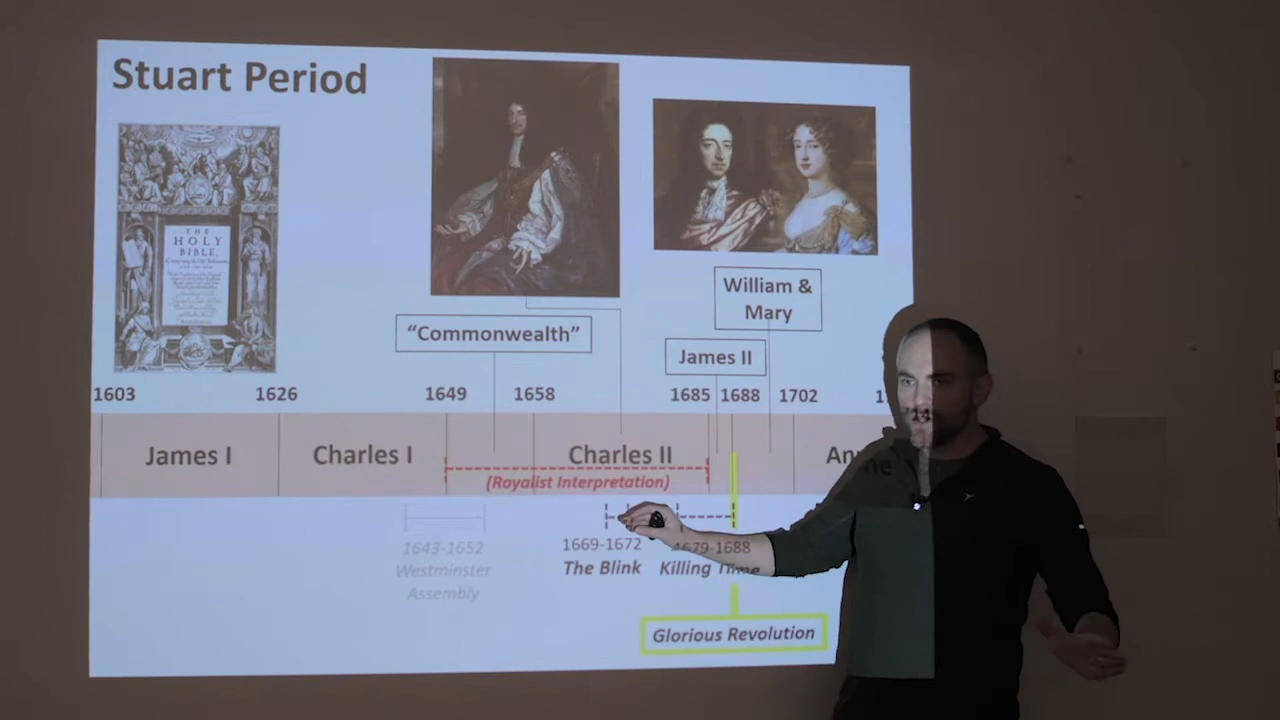 Stuart Period
THE
HOLY
BIBLE,
William &
Mary
"Commonwealth"
James II
1603
1626
1649
1658
1685
1688
1702
James I
Charles I
Charles II
(Royalist Interpretation)
1643-1652
Westminster
Assembly
1669-1672
The Blink
1679-1688
Killing Time
Glorious Revolution